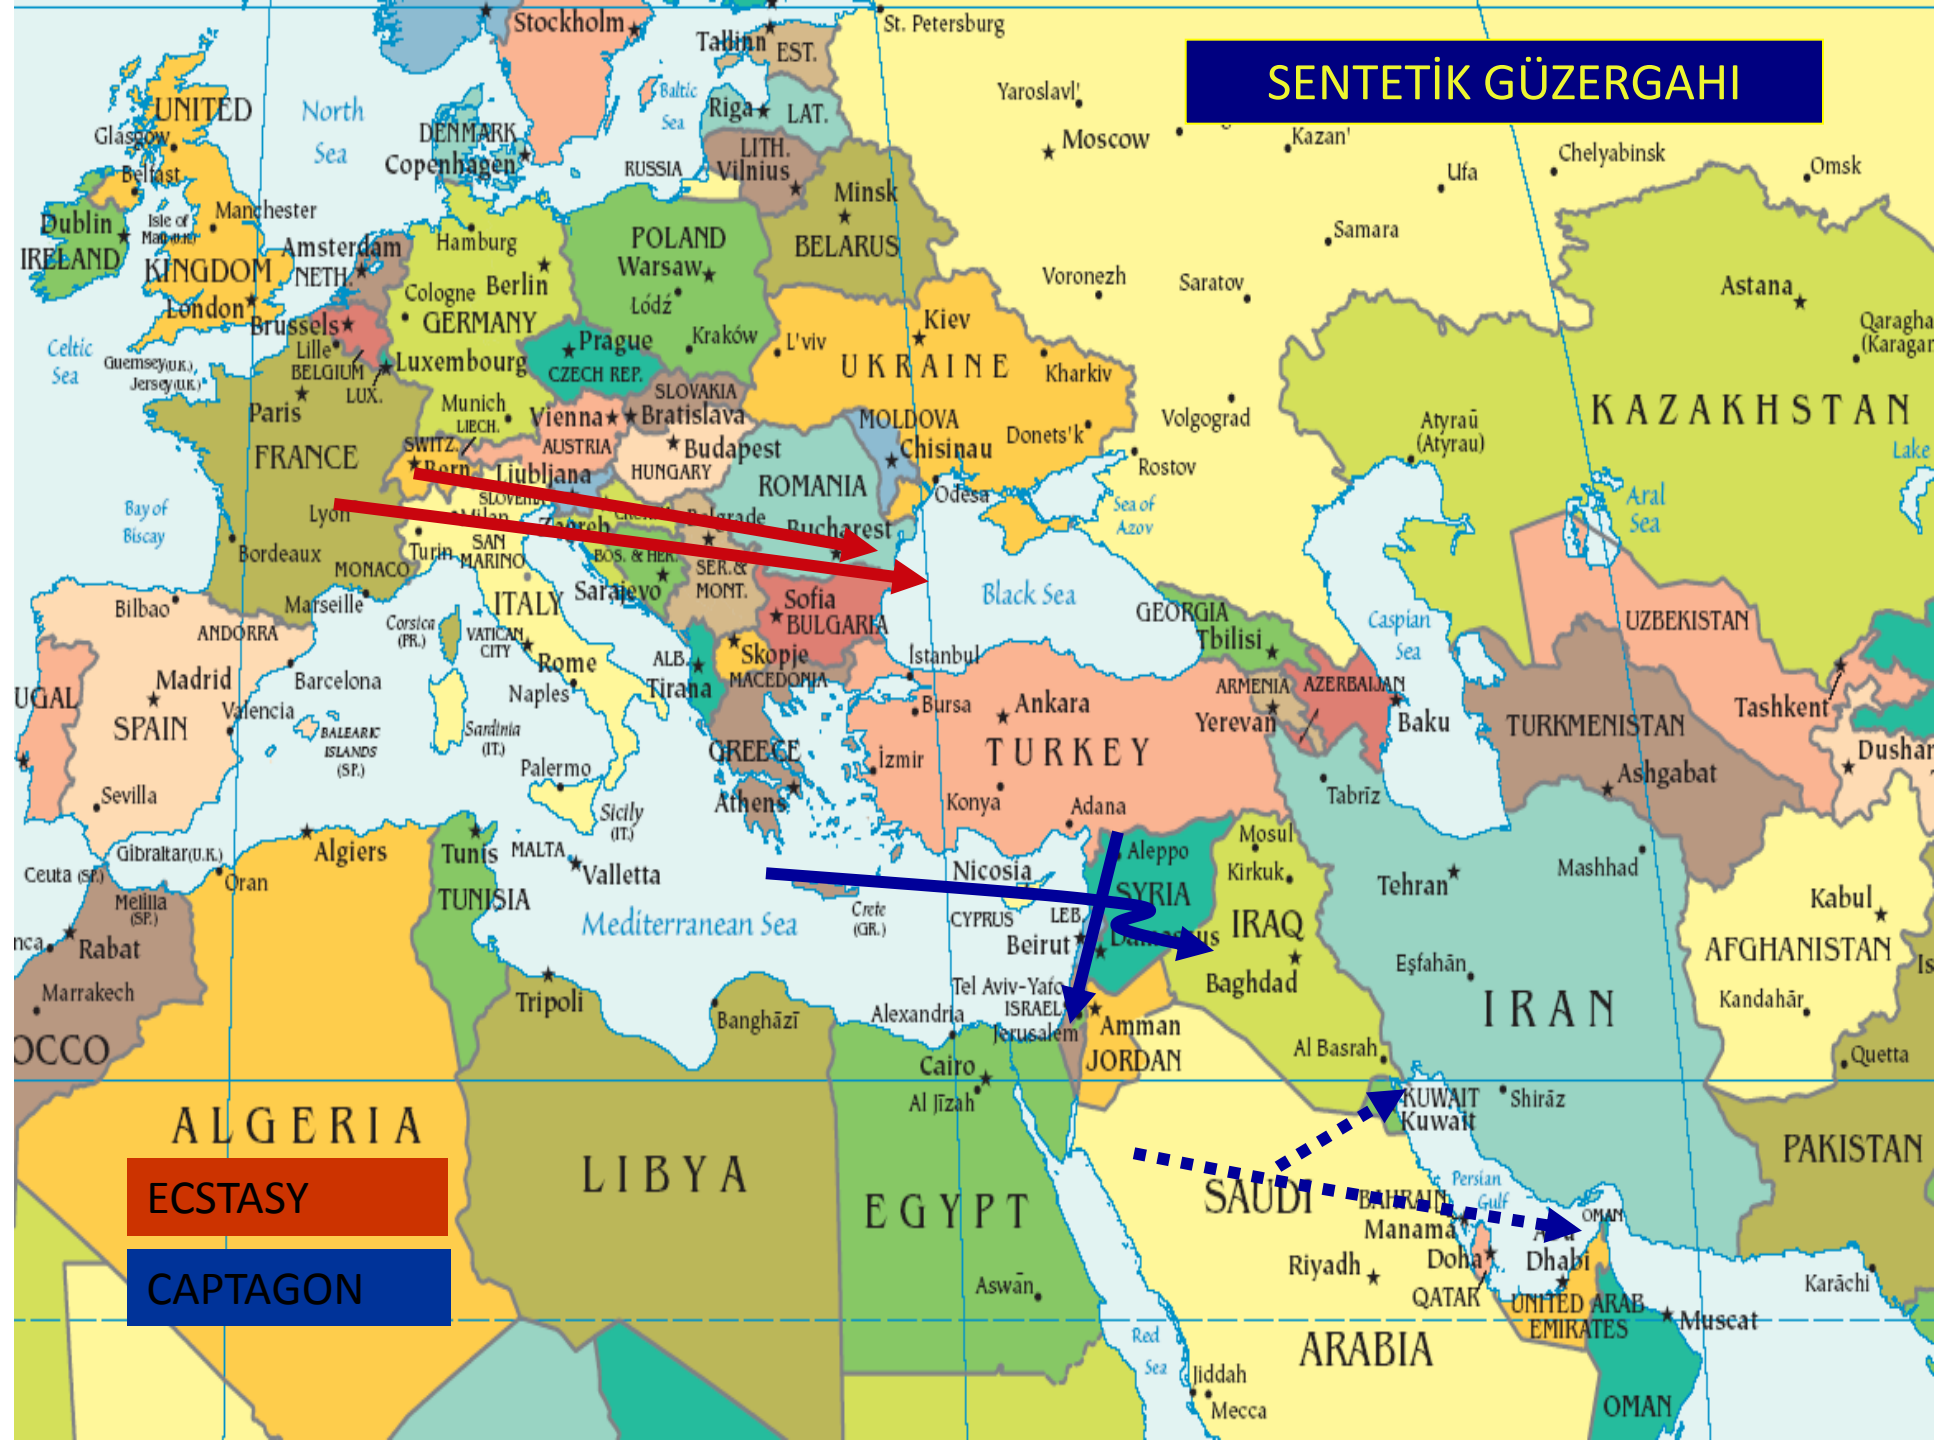 SENTETİK GÜZERGAHI
Stockholm
Tallinn
EST.
St. Petersburg
Yaroslavl'
Moscow
Kazan'
Chelyabinsk
Omsk
Ufa
Samara
UNITED
KINGDOM
Glasgow
Belfast
North
Sea
DENMARK
Copenhagen
Baltic
Sea
Riga
LAT.
LITH.
Vilnius
RUSSIA
Minsk
BELARUS
Dublin
IRELAND
Isle of
Man (U.K.)
Manchester
London
Amsterdam
NETH.
Hamburg
Berlin
Cologne
GERMANY
POLAND
Warsaw
Łódź
Kraków
Voronezh
Saratov
Astana
Celtic
Sea
Guernsey (U.K.)
Jersey (U.K.)
Brussels
Lille
BELGIUM
LUX.
Luxembourg
Prague
CZECH REP.
L'viv
Kiev
UKRAINE
Kharkiv
Donets'k
Volgograd
Rostov
Atyraū
(Atyrau)
KAZAKHSTAN
Paris
FRANCE
Munich
LIECH.
SWITZ.
Bern
Vienna
AUSTRIA
SLOVAKIA
Bratislava
Budapest
HUNGARY
MOLDOVA
Chisinau
ROMANIA
Odesa
Sea of
Azov
Aral
Sea
Lake
Bay of
Biscay
Lyon
Bordeaux
Ljubljana
Milan
Zagreb
Belgrade
Bucharest
Turin
SAN
MARINO
BOS. & HER.
Sarajevo
SER. &
MONT.
MONACO
Marseille
ITALY
Sofia
BULGARIA
Black Sea
GEORGIA
Tbilisi
Caspian
Sea
UZBEKISTAN
Bilbao
ANDORRA
Corsica
(FR.)
VATICAN
CITY
Rome
Naples
ALB.
Tirana
Skopje
MACEDONIA
İstanbul
Bursa
Ankara
ARMENIA
Yerevan
AZERBAIJAN
Baku
TURKMENISTAN
Tashkent
UGAL
Madrid
SPAIN
Barcelona
Valencia
BALEARIC
ISLANDS
(SP.)
Sardinia
(IT.)
Palermo
Sicily
(IT.)
GREECE
Athens
İzmir
TURKEY
Konya
Adana
Tabrīz
Ashgabat
Sevilla
Gibraltar (U.K.)
Ceuta (SP.)
Melilla
(SP.)
Algiers
Oran
Tunis
TUNISIA
MALTA
Valletta
Mediterranean Sea
Crete
(GR.)
Nicosia
CYPRUS
LEB.
Beirut
Aleppo
SYRIA
Damascus
Mosul
Kirkuk
IRAQ
Baghdad
Tehran
Mashhad
Kabul
AFGHANISTAN
Rabat
Marrakech
OCCO
Tripoli
Banghāzī
Alexandria
Tel Aviv-Yafo
ISRAEL
Jerusalem
Amman
JORDAN
Eşfahān
IRAN
Kandahār
Cairo
Al Jīzah
Al Basrah
KUWAIT
Kuwait
Shirāz
Quetta
PAKISTAN
ALGERIA
LIBYA
EGYPT
SAUDI
ARABIA
BAHRAIN
Manama
Persian
Gulf
OMAN
Dhabi
Doha
QATAR
Riyadh
UNITED ARAB
EMIRATES
Muscat
Karāchi
Aswān
Red
Sea
Jiddah
Mecca
OMAN
ECSTASY
CAPTAGON